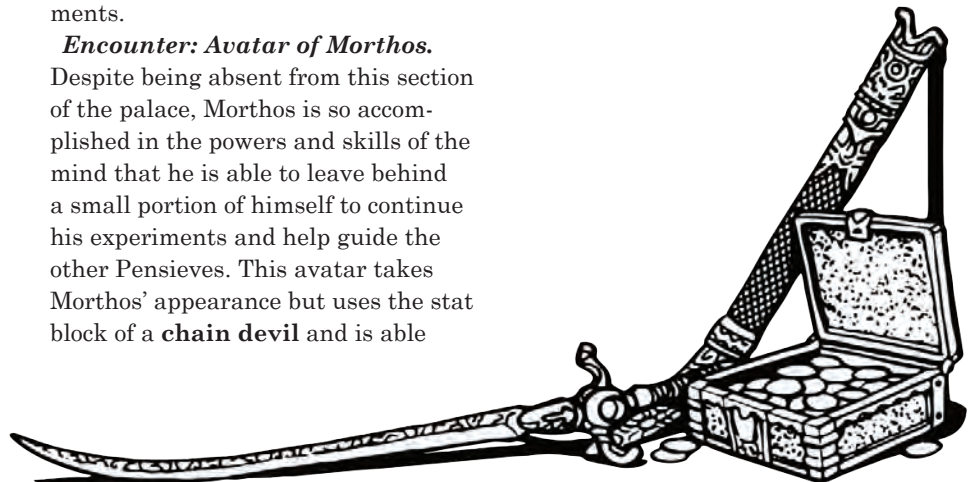 ments.
Encounter: Avatar of Morthos.
Despite being absent from this section
of the palace, Morthos is so accom-
plished in the powers and skills of the
mind that he is able to leave behind
a small portion of himself to continue
his experiments and help guide the
other Pensieves. This avatar takes
Morthos’ appearance but uses the stat
block of a chain devil and is able